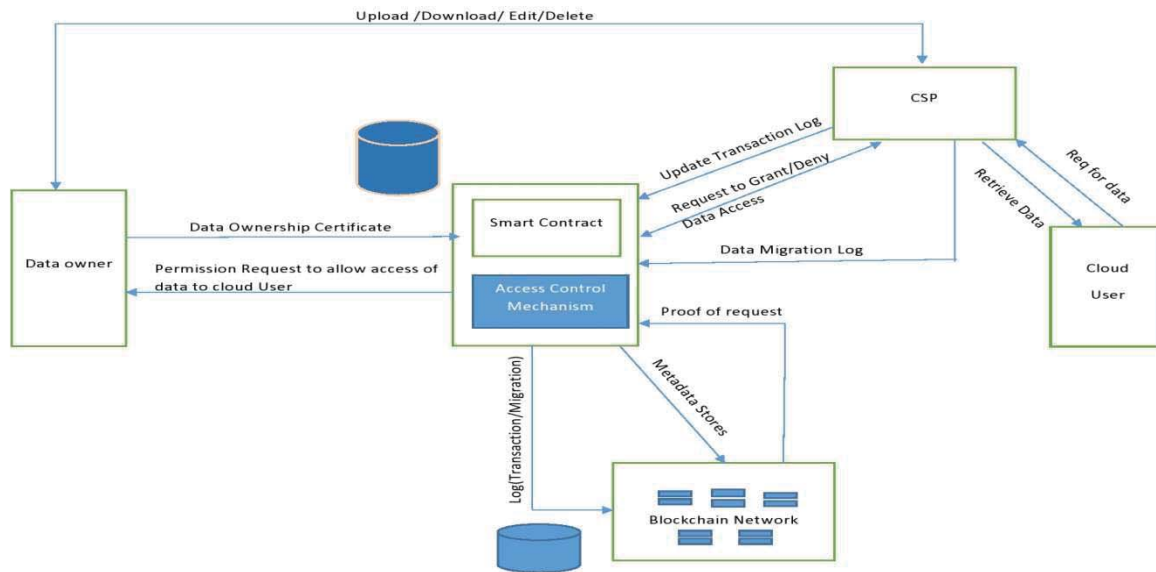 Upload /Download/ Edit/Delete
CSP
Update Transaction Log
Request to Grant/Deny
Data Access
Req for data
Retrieve Data
Smart Contract
Data Ownership Certificate
Data Migration Log
Data owner
Permission Request to allow access of
data to cloud User
Access Control
Mechanism
Cloud
User
Proof of request
Log(Transaction/Migration)
Metadata Stores
Blockchain Network